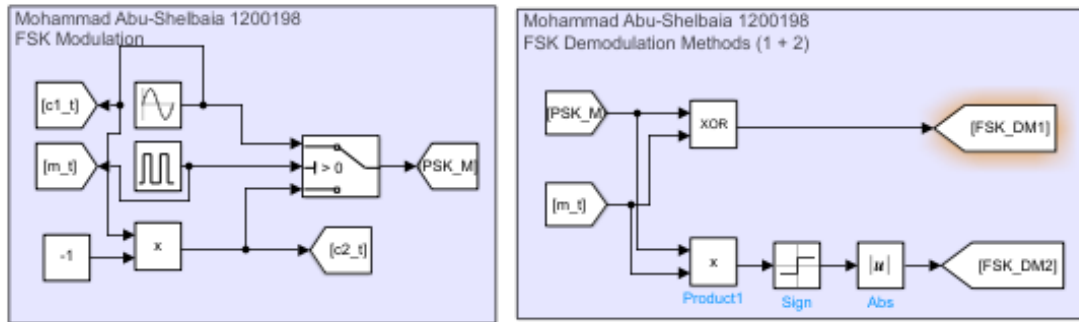 Mohammad Abu-Shelbaia 1200198
FSK Modulation
[c1_t]
[m_t]
> 0
PSK_M]
-1
x
[c2_t]
Mohammad Abu-Shelbaia 1200198
FSK Demodulation Methods (1 + 2)
[PSK_M
XOR
[FSK_DM1]
[m_t]
x
|u|
[FSK_DM2]
Product1
Sign
Abs